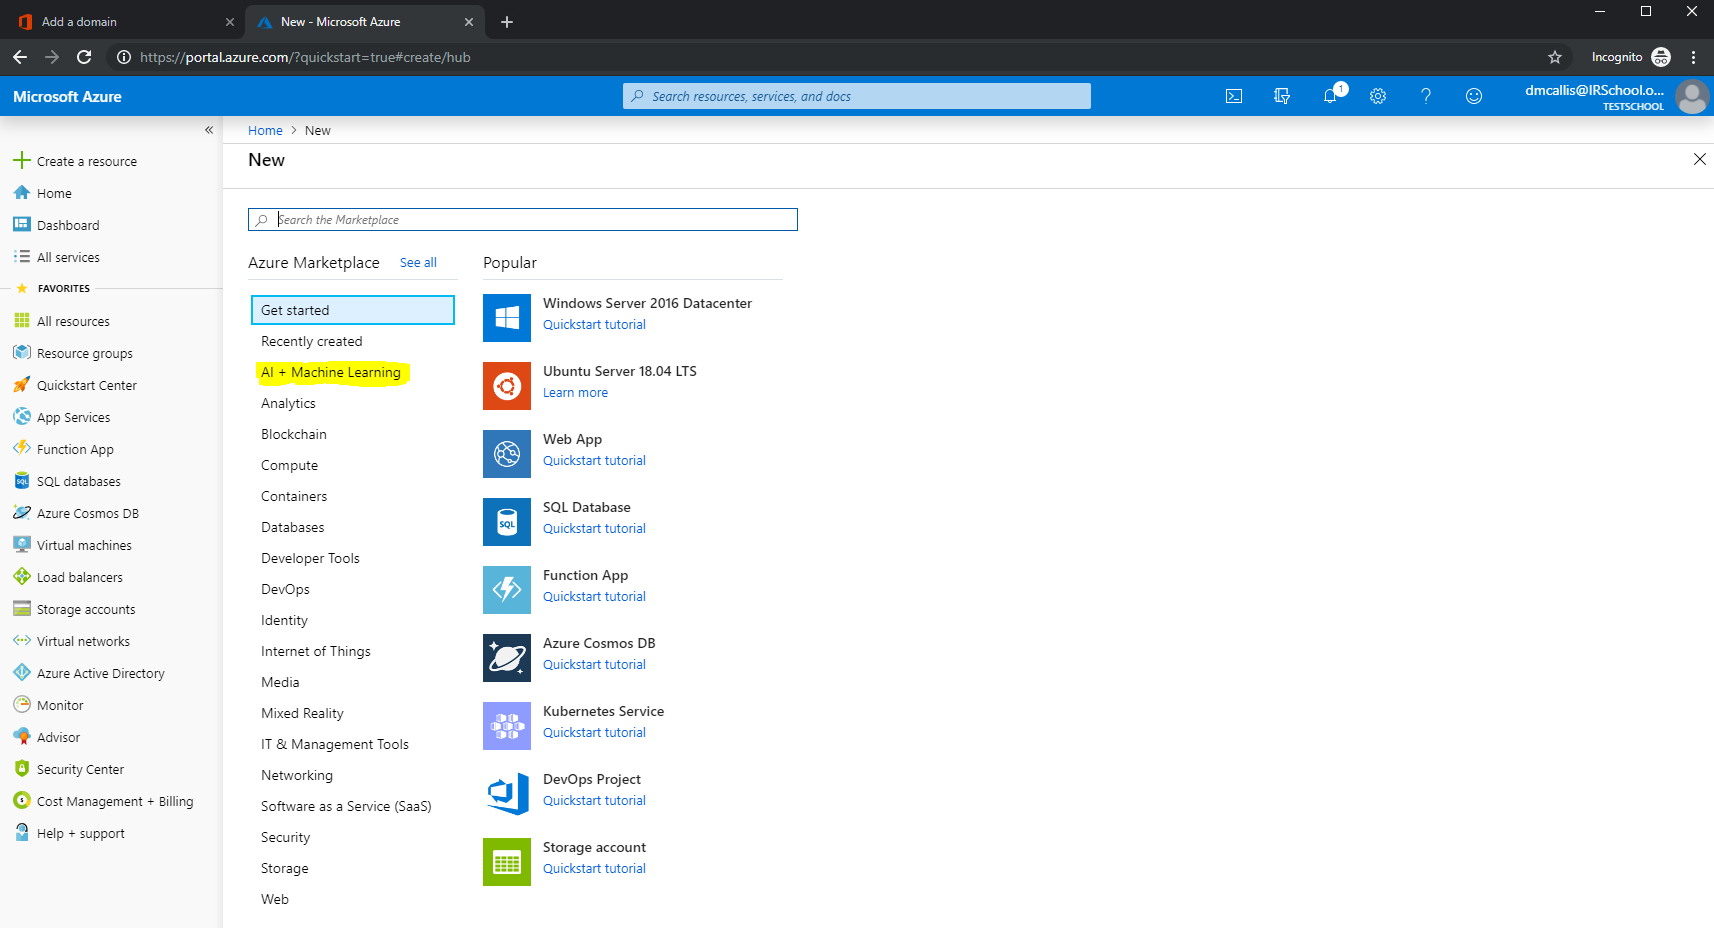 Add a domain
New - Microsoft Azure
https://portal.azure.com/?quickstart=true#create/hub
Incognito
Microsoft Azure
Search resources, services, and docs
1
dmcallis@IRSchool.o...
TESTSCHOOL
Home > New
New
Create a resource
Home
Dashboard
All services
FAVORITES
All resources
Resource groups
Quickstart Center
App Services
Function App
SQL databases
Azure Cosmos DB
Virtual machines
Load balancers
Storage accounts
Virtual networks
Azure Active Directory
Monitor
Advisor
Security Center
Cost Management + Billing
Help + support
Search the Marketplace
Azure Marketplace See all
Get started
Recently created
AI + Machine Learning
Analytics
Blockchain
Compute
Containers
Databases
Developer Tools
DevOps
Identity
Internet of Things
Media
Mixed Reality
IT & Management Tools
Networking
Software as a Service (SaaS)
Security
Storage
Web
Popular
Windows Server 2016 Datacenter
Quickstart tutorial
Ubuntu Server 18.04 LTS
Learn more
Web App
Quickstart tutorial
SQL
SQL Database
Quickstart tutorial
Function App
Quickstart tutorial
Azure Cosmos DB
Quickstart tutorial
Kubernetes Service
Quickstart tutorial
DevOps Project
Quickstart tutorial
Storage account
Quickstart tutorial